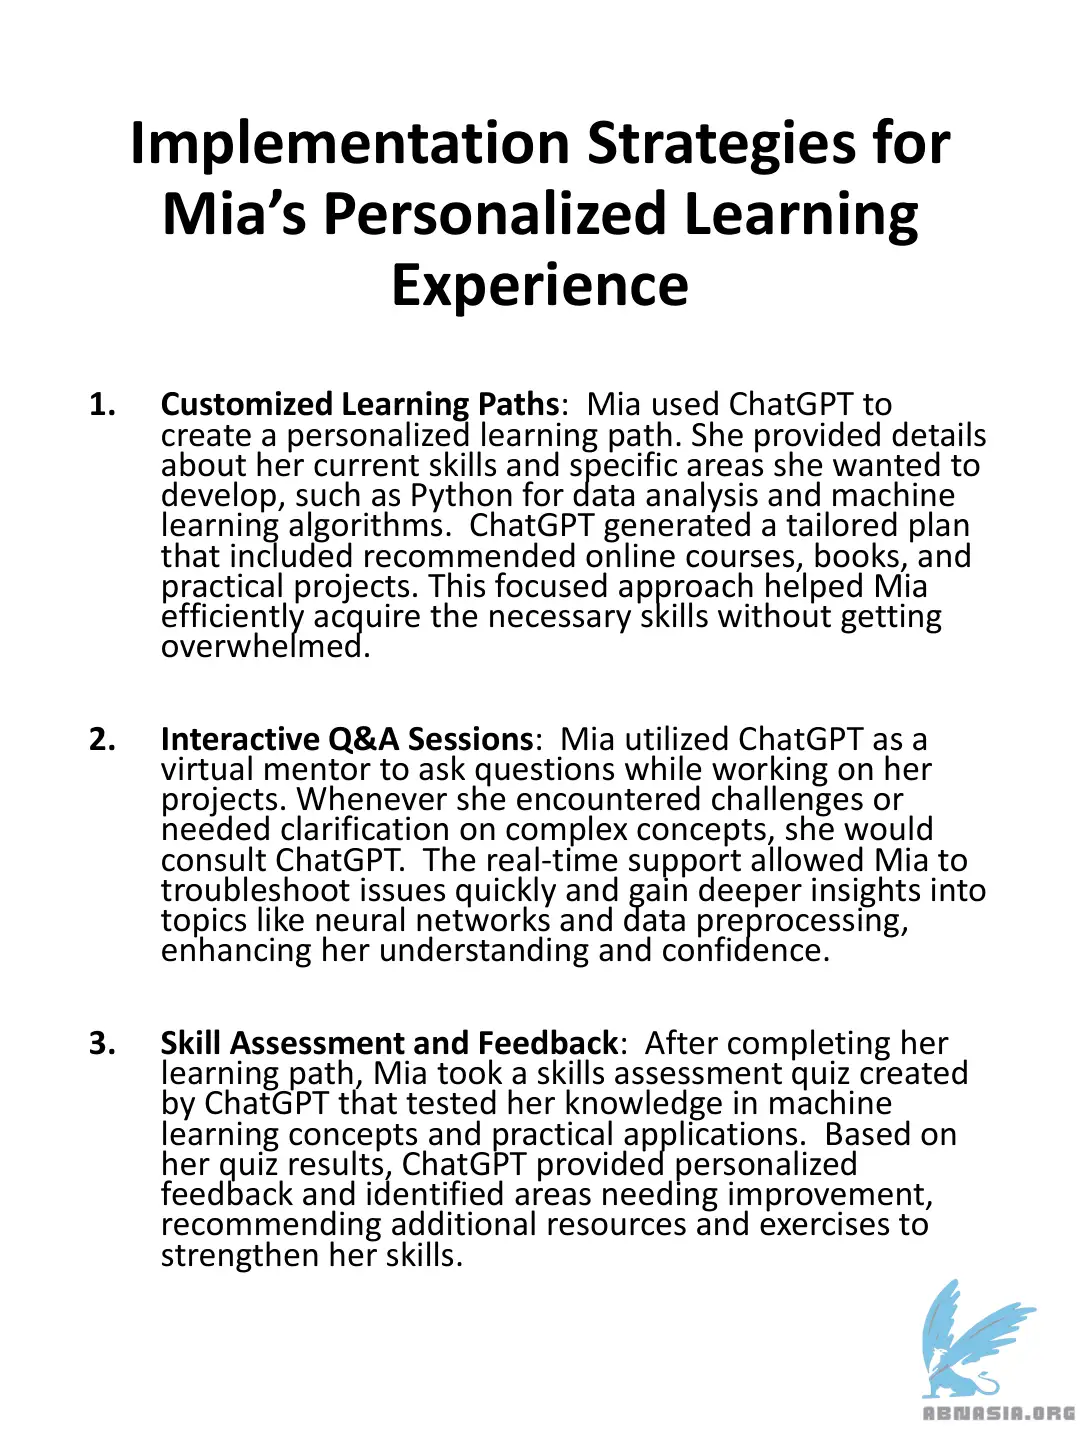 Implementation Strategies for
Mia’s Personalized Learning
Experience
1. Customized Learning Paths:  Mia used ChatGPT to
create a personalized learning path. She provided details
about her current skills and specific areas she wanted to
develop, such as Python for data analysis and machine
learning algorithms.  ChatGPT generated a tailored plan
that included recommended online courses, books, and
practical projects. This focused approach helped Mia
efficiently acquire the necessary skills without getting
overwhelmed.
2. Interactive Q&A Sessions:  Mia utilized ChatGPT as a
virtual mentor to ask questions while working on her
projects. Whenever she encountered challenges or
needed clarification on complex concepts, she would
consult ChatGPT.  The real-time support allowed Mia to
troubleshoot issues quickly and gain deeper insights into
topics like neural networks and data preprocessing,
enhancing her understanding and confidence.
3. Skill Assessment and Feedback:  After completing her
learning path, Mia took a skills assessment quiz created
by ChatGPT that tested her knowledge in machine
learning concepts and practical applications.  Based on
her quiz results, ChatGPT provided personalized
feedback and identified areas needing improvement,
recommending additional resources and exercises to
strengthen her skills.
ABNASIA.ORG